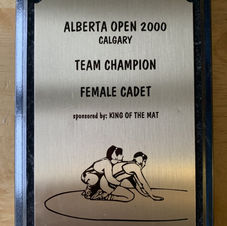 ALBERTA OPEN 2000
CALGARY
TEAM CHAMPION
FEMALE CADET
sponsored by: KING OF THE MAT